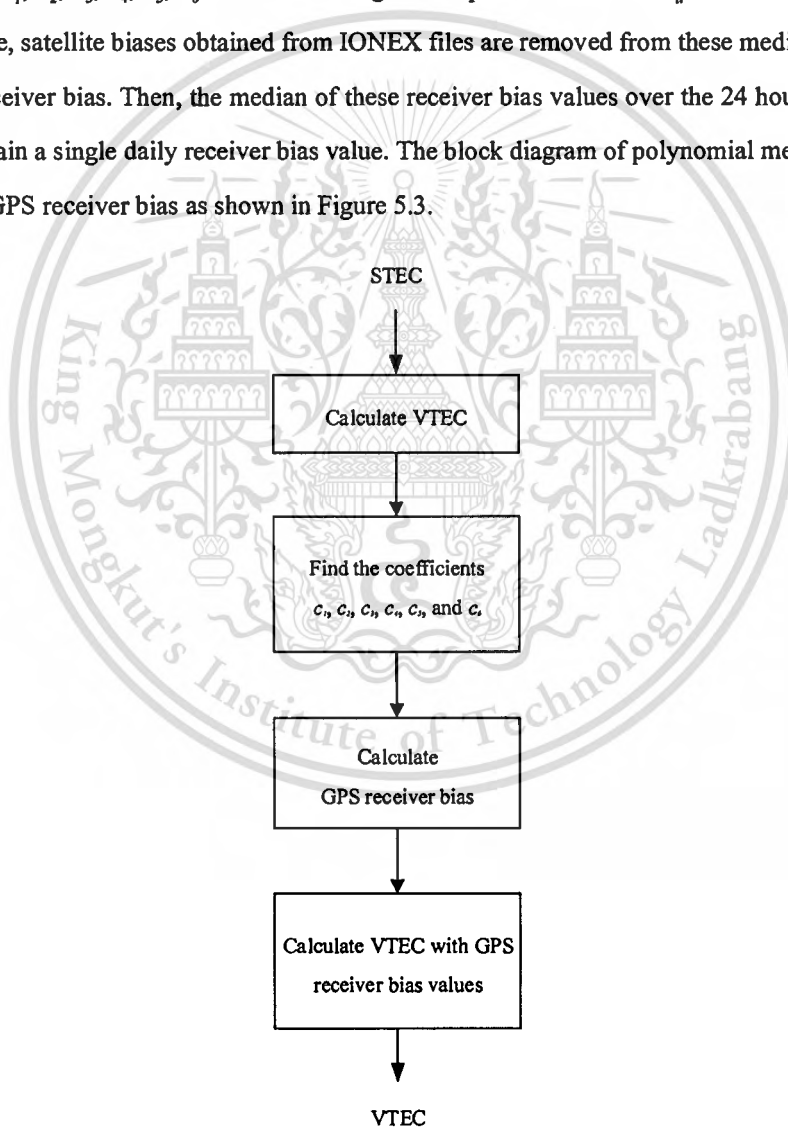 e, satellite biases obtained from IONEX files are removed from these medi
ceiver bias. Then, the median of these receiver bias values over the 24 hou
ain a single daily receiver bias value. The block diagram of polynomial me
GPS receiver bias as shown in Figure 5.3.
STEC
Calculate VTEC
Find the coefficients
c₁, c₂, c₃, c₄, c₅, and c₆
Calculate
GPS receiver bias
Calculate VTEC with GPS
receiver bias values
VTEC
King Mongkut's Institute of Technology Ladkrabang